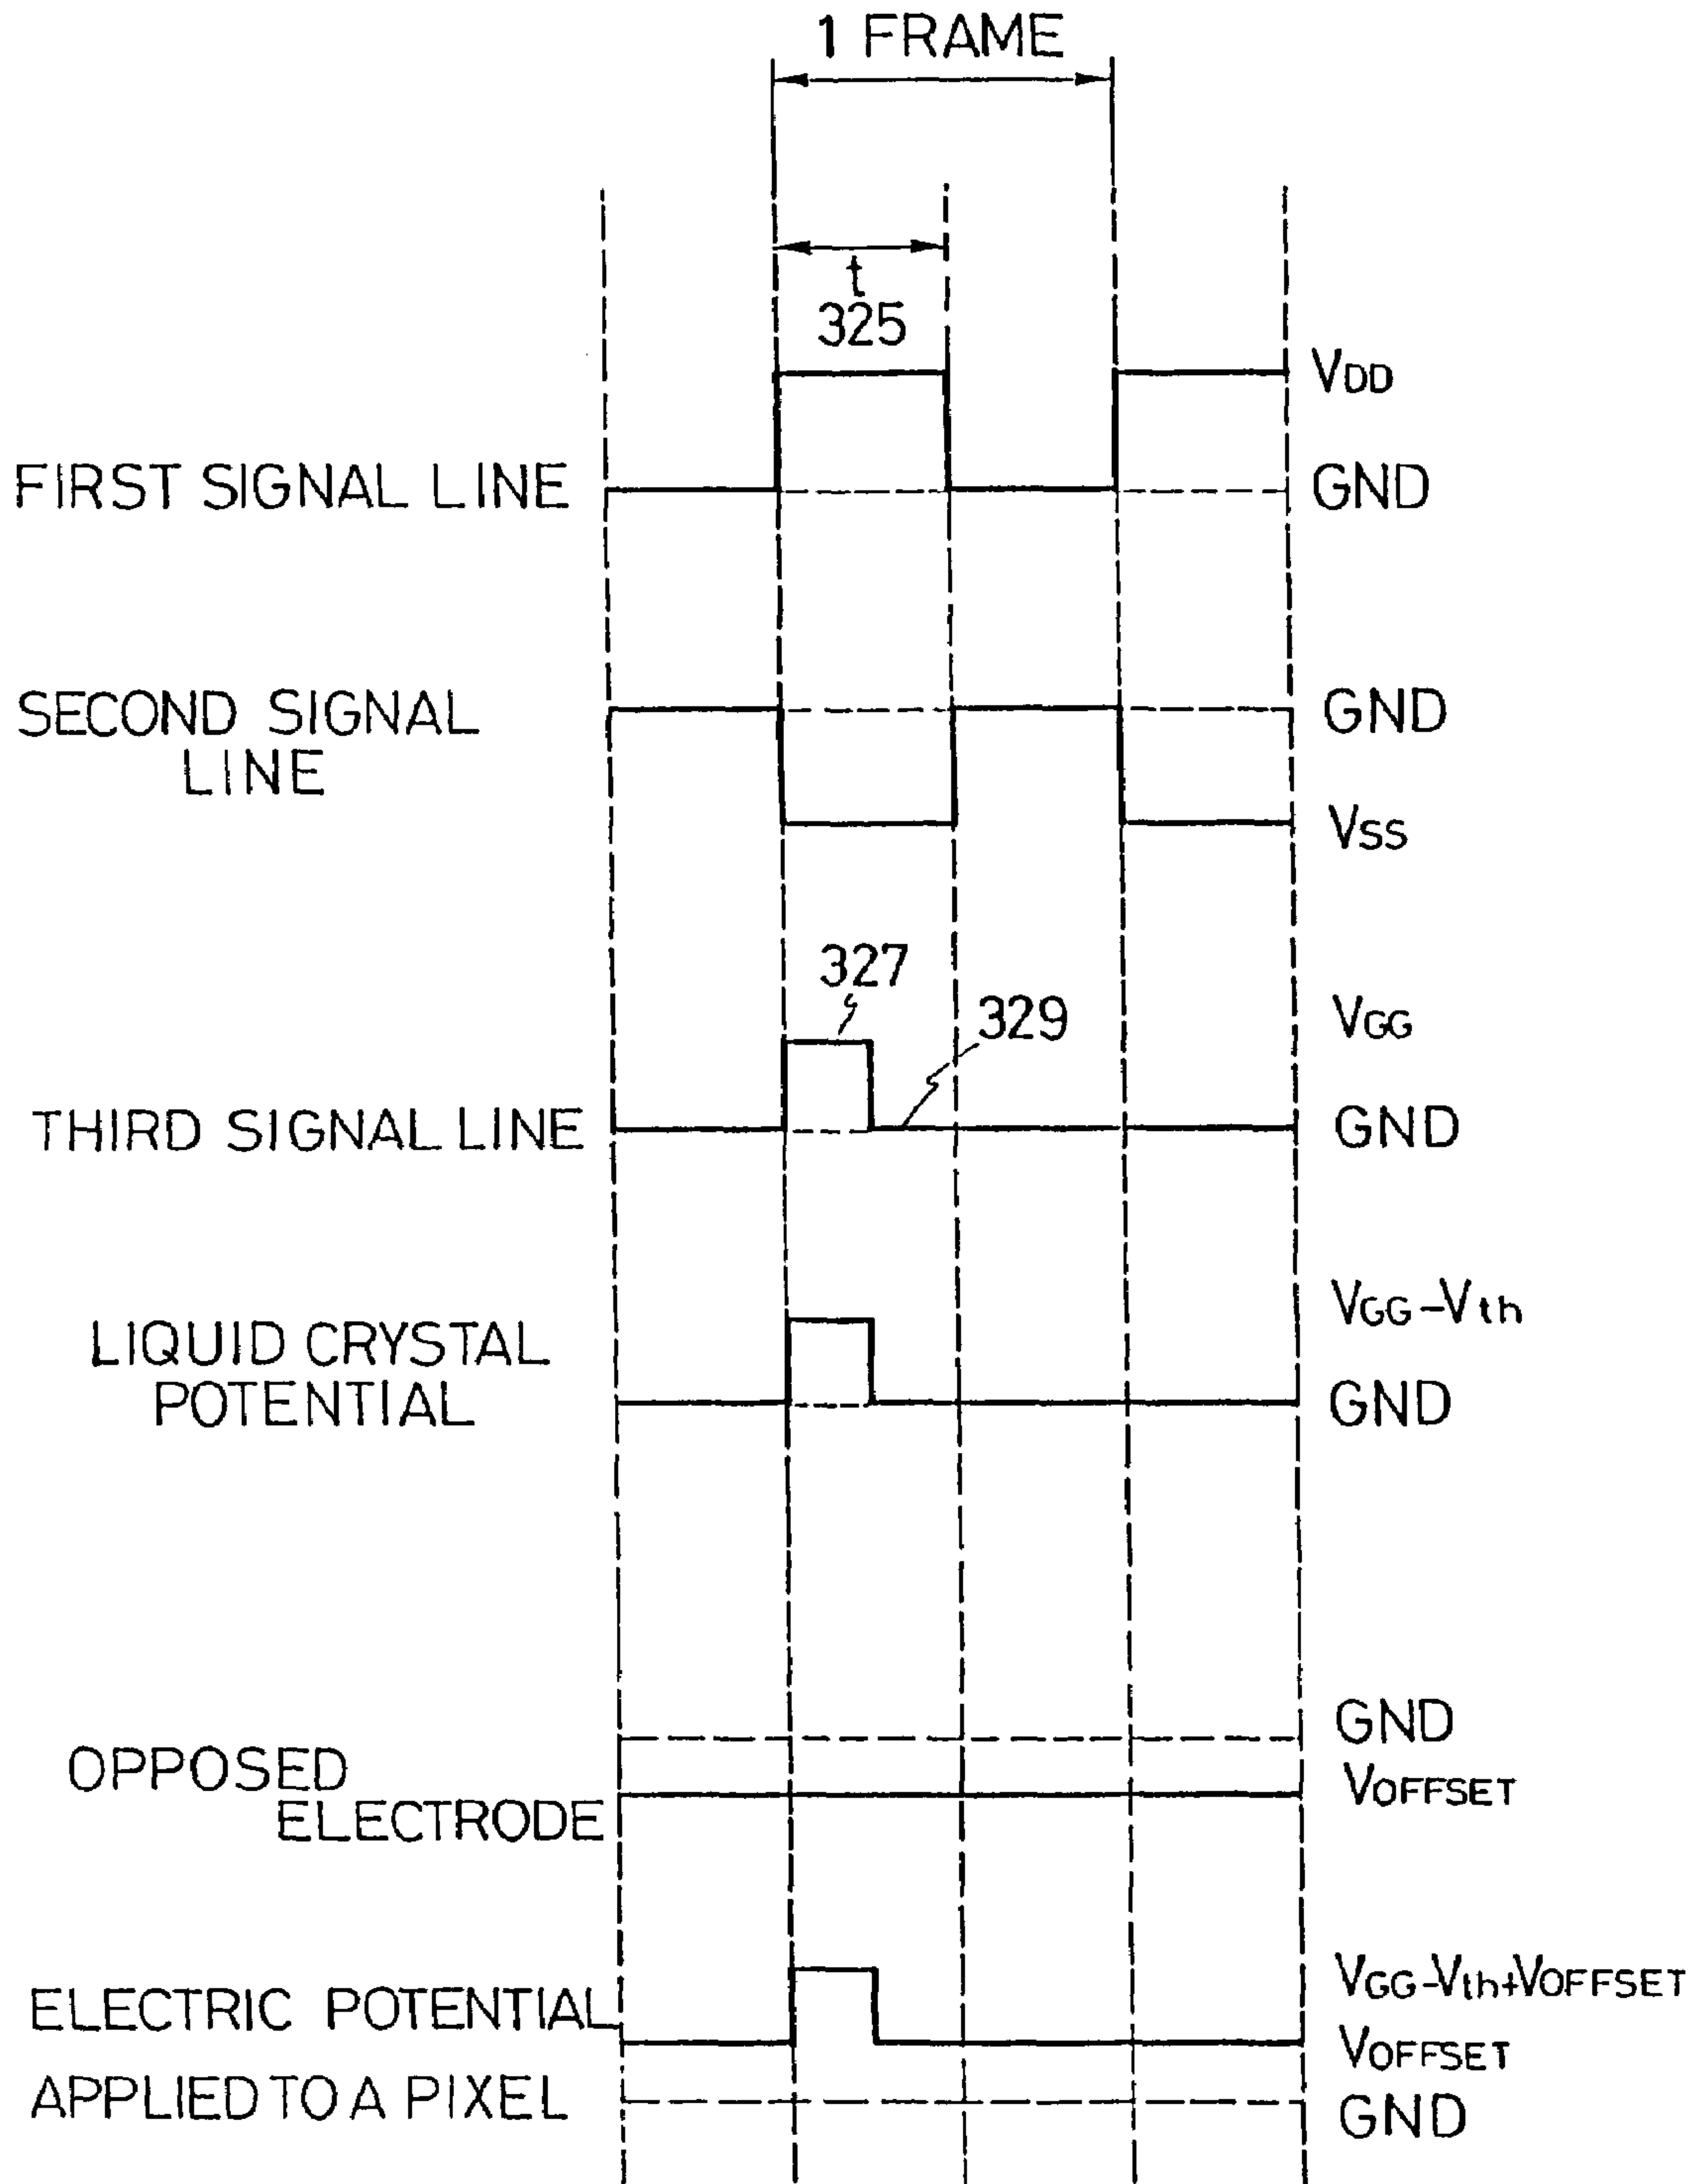 1 FRAME
t
325
VDD
FIRST SIGNAL LINE
GND
SECOND SIGNAL
LINE
GND
VSS
327
329
VGG
THIRD SIGNAL LINE
GND
VGG-Vth
LIQUID CRYSTAL
POTENTIAL
GND
GND
OPPOSED
ELECTRODE
VOFFSET
VGG-Vth+VOFFSET
ELECTRIC POTENTIAL
VOFFSET
APPLIED TO A PIXEL
GND